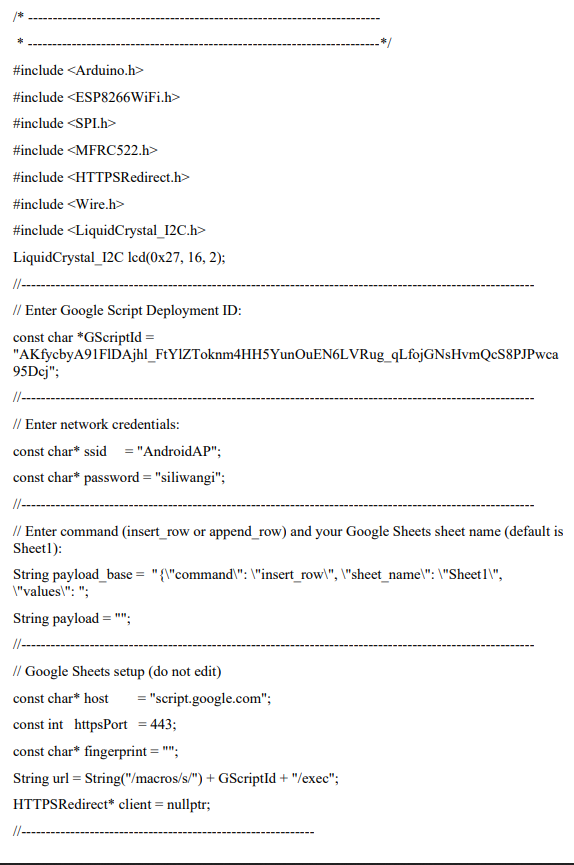 /* ------------------------------------------------------------------------
* ------------------------------------------------------------------------*/
#include <Arduino.h>
#include <ESP8266WiFi.h>
#include <SPI.h>
#include <MFRC522.h>
#include <HTTPSRedirect.h>
#include <Wire.h>
#include <LiquidCrystal_I2C.h>
LiquidCrystal_I2C lcd(0x27, 16, 2);
//---------------------------------------------------------------------------------------------------------
// Enter Google Script Deployment ID:
const char *GScriptId =
"AKfycbyA91FlDAjhl_FtYlZToknm4HH5YunOuEN6LVRug_qLfojGNsHvmQcS8PJPwca
95Dcj";
//---------------------------------------------------------------------------------------------------------
// Enter network credentials:
const char* ssid     = "AndroidAP";
const char* password = "siliwangi";
//---------------------------------------------------------------------------------------------------------
// Enter command (insert_row or append_row) and your Google Sheets sheet name (default is
Sheet1):
String payload_base =  "{\"command\": \"insert_row\", \"sheet_name\": \"Sheet1\",
\"values\": ";
String payload = "";
//---------------------------------------------------------------------------------------------------------
// Google Sheets setup (do not edit)
const char* host        = "script.google.com";
const int   httpsPort   = 443;
const char* fingerprint = "";
String url = String("/macros/s/") + GScriptId + "/exec";
HTTPSRedirect* client = nullptr;
//------------------------------------------------------------